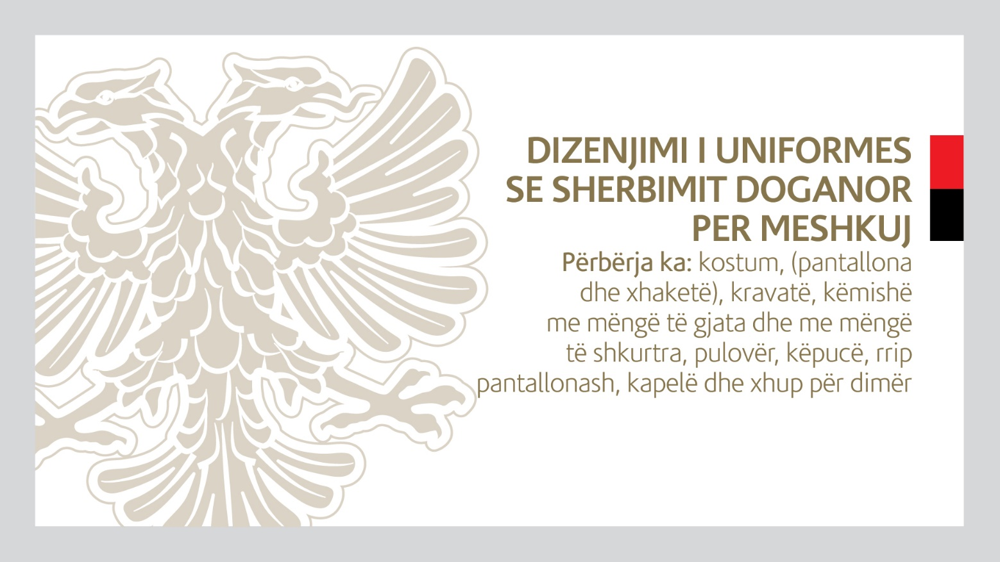 DIZENJIMI I UNIFORMES
SE SHERBIMIT DOGANOR
PER MESHKUJ
Përbërja ka: kostum, (pantallona
dhe xhaketë), kravatë, këmishë
me mëngë të gjata dhe me mëngë
të shkurtra, pulovër, këpucë, rrip
pantallonash, kapelë dhe xhup për dimër